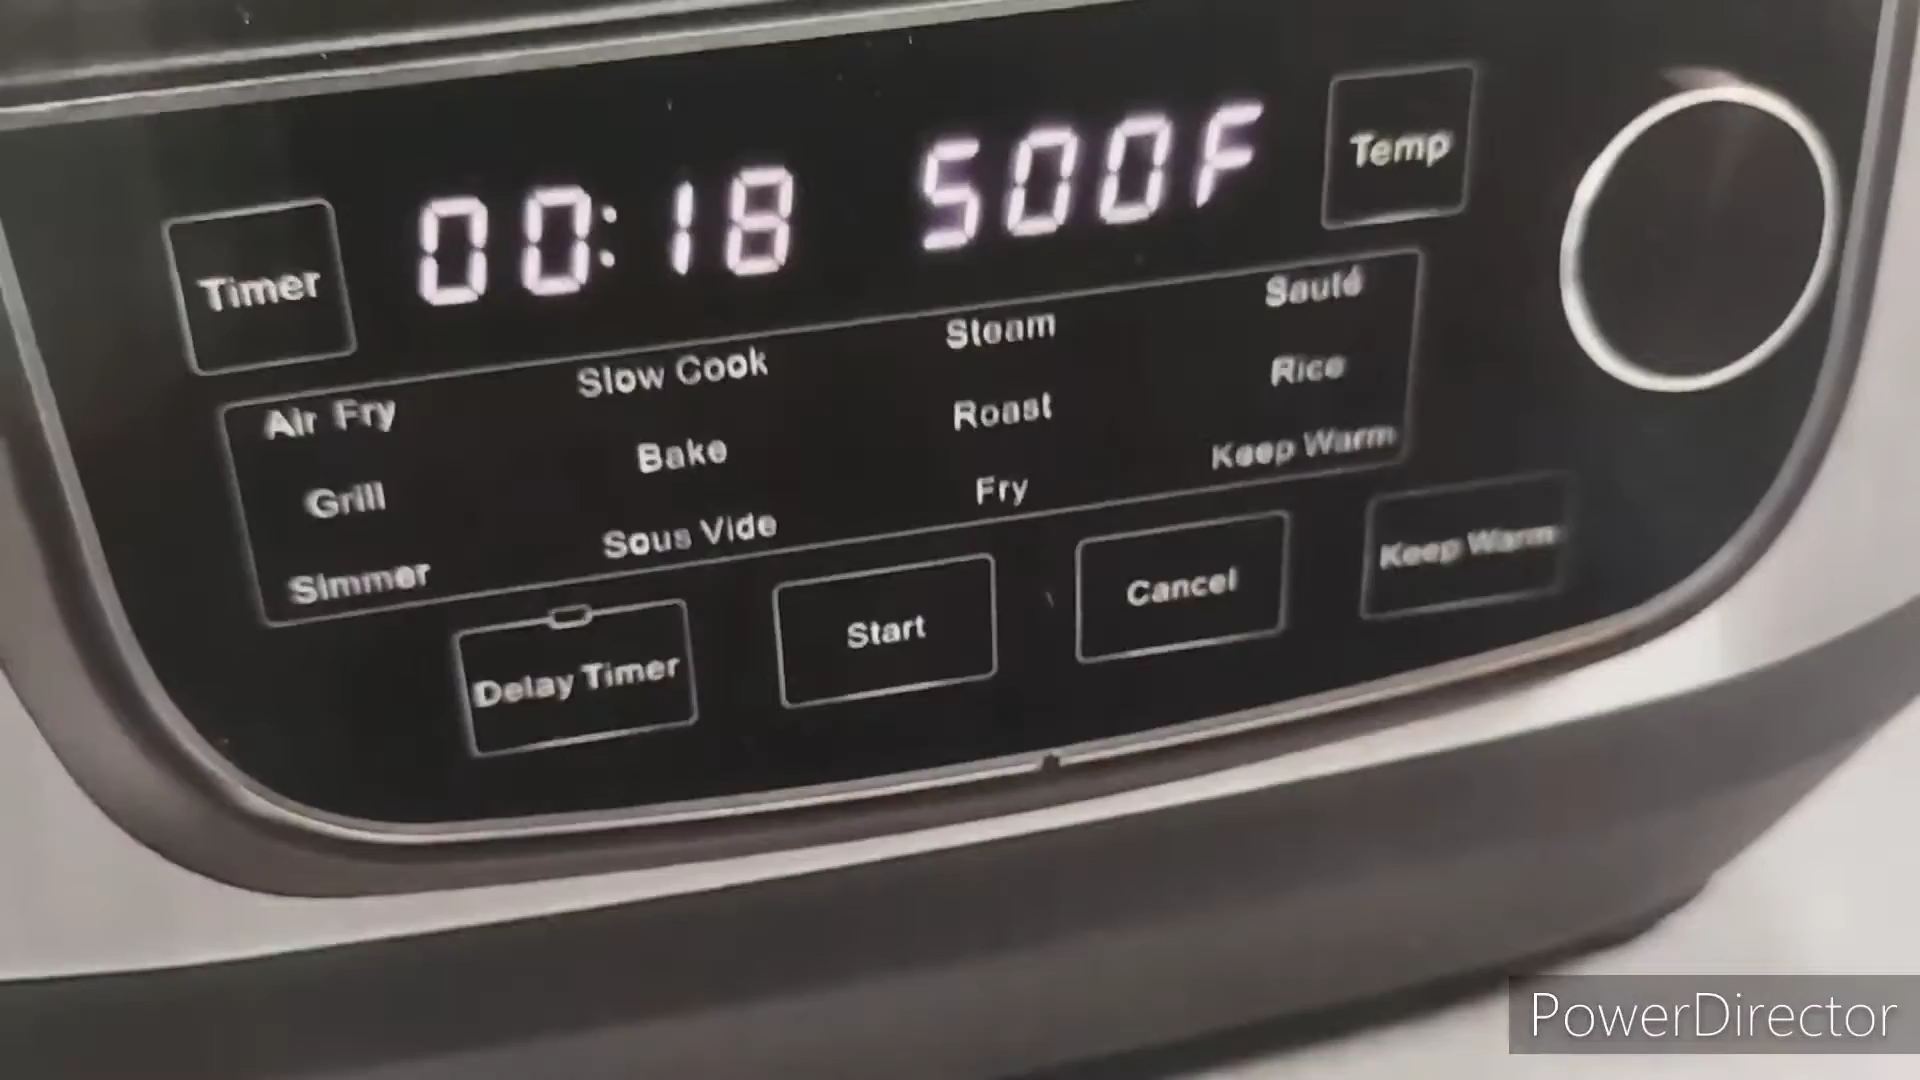 00:18 500F
Temp
Timer
Air Fry Slow Cook Steam Sauté
Grill Bake Roast Rice
Simmer Sous Vide Fry Keep Warm
Delay Timer Start Cancel Keep Warm
PowerDirector